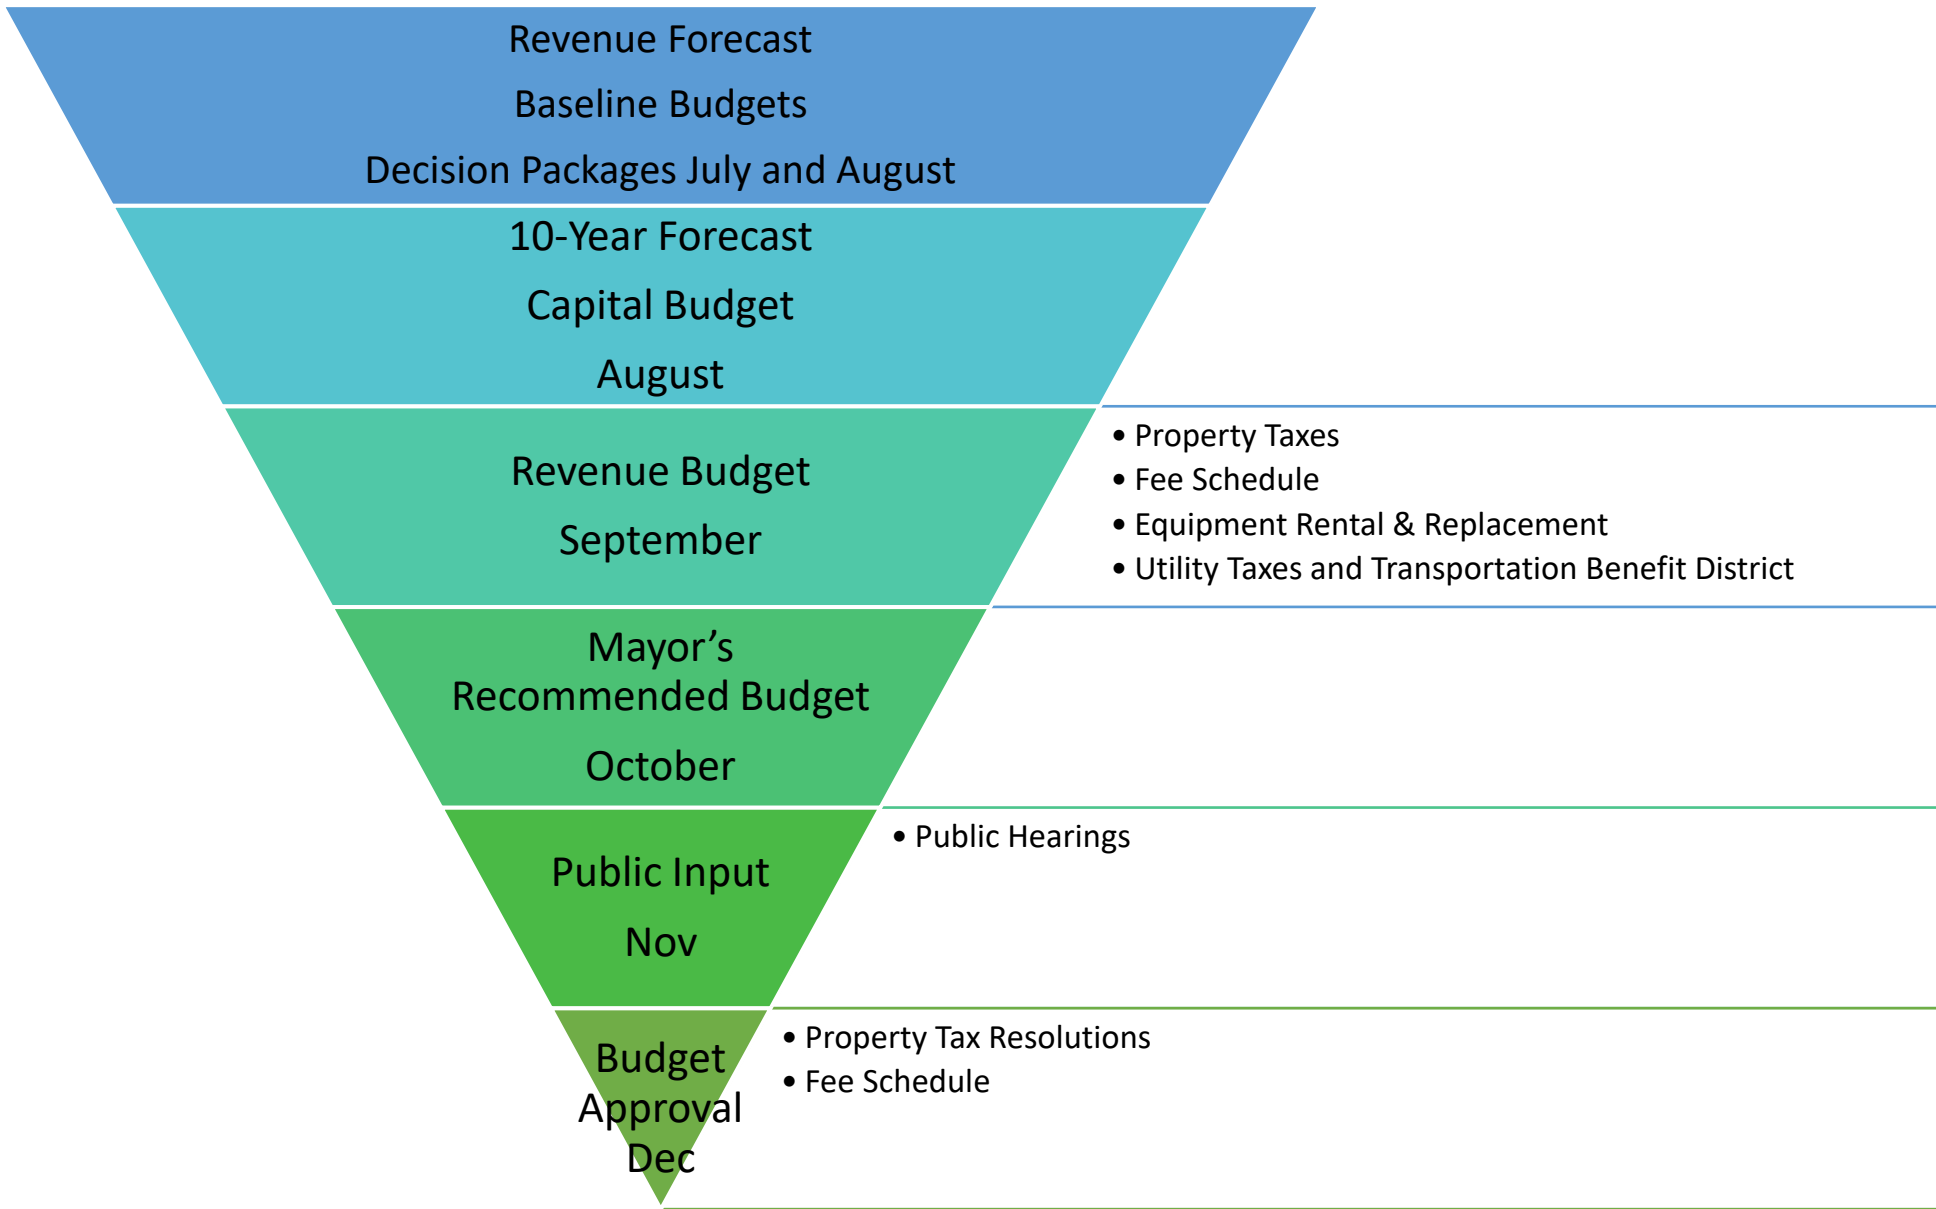 Revenue Forecast
Baseline Budgets
Decision Packages July and August
10-Year Forecast
Capital Budget
August
Revenue Budget
September
• Property Taxes
• Fee Schedule
• Equipment Rental & Replacement
• Utility Taxes and Transportation Benefit District
Mayor’s
Recommended Budget
October
Public Input
Nov
• Public Hearings
Budget
Approval
Dec
• Property Tax Resolutions
• Fee Schedule